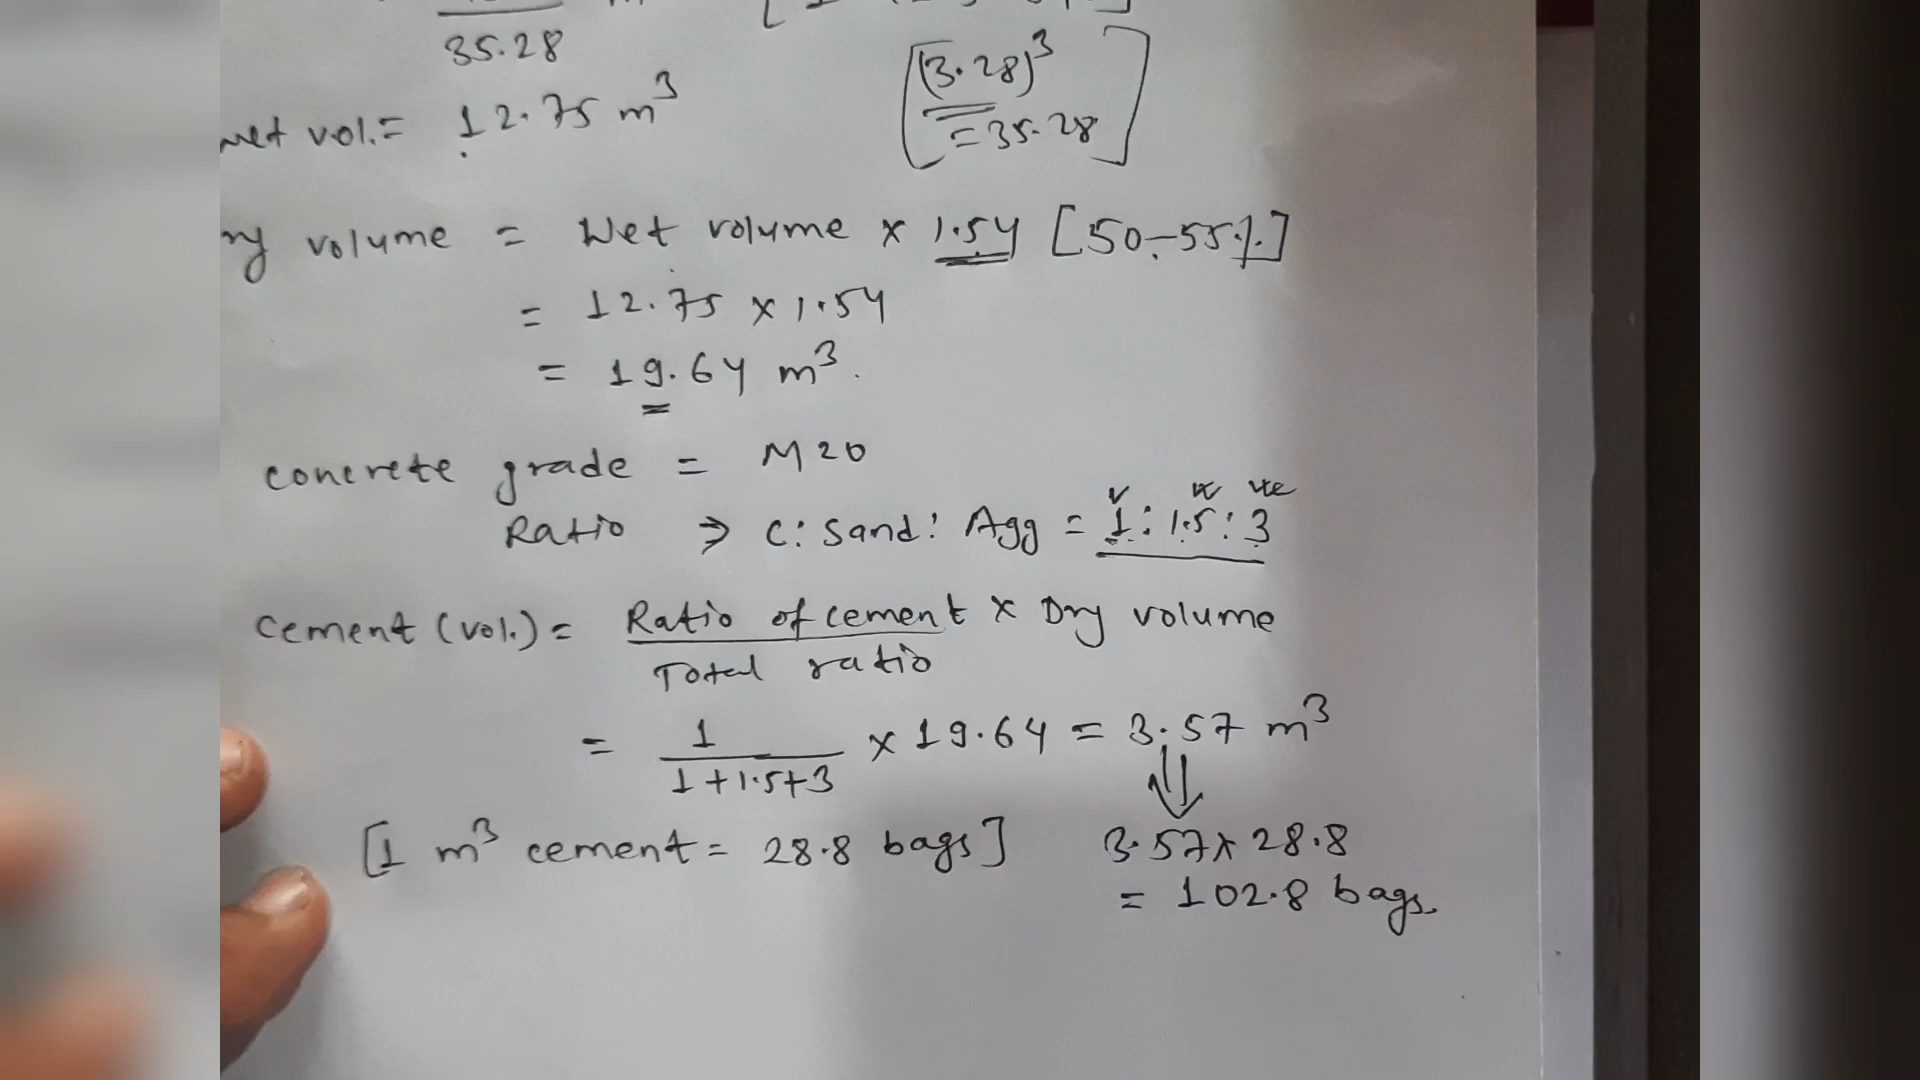 35.28
wet vol. = 12.75 m³
[(3.28)³
= 35.28]
ry volume = Wet volume × 1.54 [50-55%]
= 12.75 × 1.54
= 19.64 m³.
concrete grade = M20
Ratio ⇒ C: Sand: Agg = 1:1.5:3
cement (vol.) = Ratio of cement × Dry volume
Total ratio
= 1 × 19.64 = 3.57 m³
1+1.5+3
[1 m³ cement = 28.8 bags] 3.57 × 28.8
= 102.8 bags.